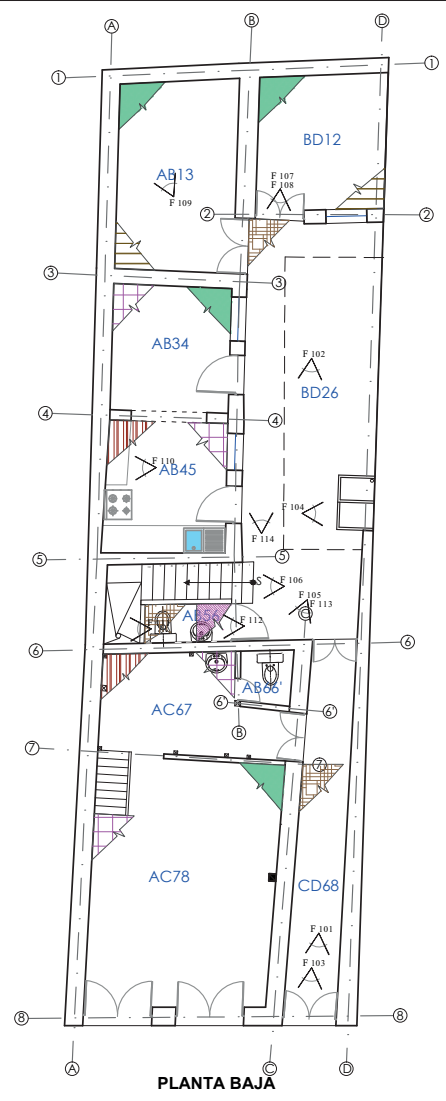 D
A
B
1
1
BD12
F 107
F 108
AB13
F 109
2
2
3
3
AB34
F 102
BD26
4
4
F 110
AB45
F 104
F 114
5
5
S
F 106
F 105
F 113
AB56
F 112
6
6
AB66'
AC67
6'
6'
B
7
7
AC78
CD68
F 101
F 103
8
8
A
C
D
PLANTA BAJA